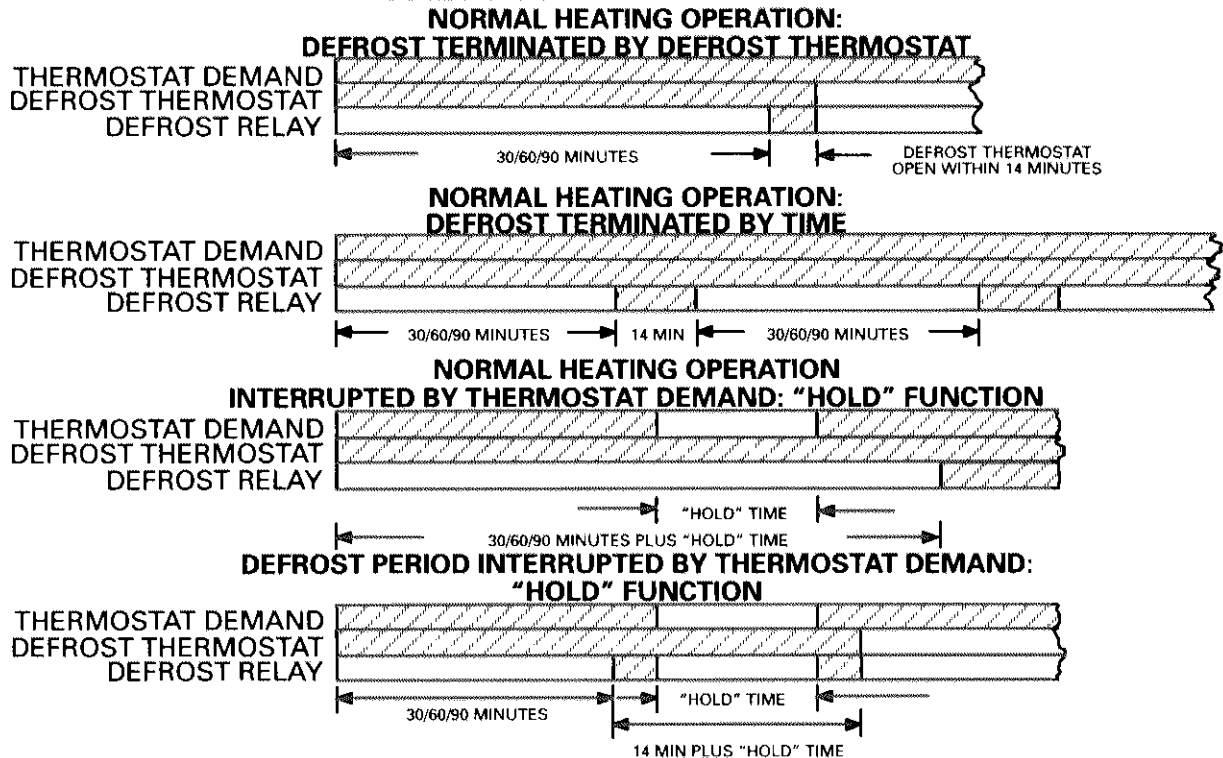 NORMAL HEATING OPERATION:
DEFROST TERMINATED BY DEFROST THERMOSTAT
THERMOSTAT DEMAND
DEFROST THERMOSTAT
DEFROST RELAY
30/60/90 MINUTES
DEFROST THERMOSTAT
OPEN WITHIN 14 MINUTES
NORMAL HEATING OPERATION:
DEFROST TERMINATED BY TIME
THERMOSTAT DEMAND
DEFROST THERMOSTAT
DEFROST RELAY
30/60/90 MINUTES
14 MIN
30/60/90 MINUTES
NORMAL HEATING OPERATION
INTERRUPTED BY THERMOSTAT DEMAND: “HOLD” FUNCTION
THERMOSTAT DEMAND
DEFROST THERMOSTAT
DEFROST RELAY
“HOLD” TIME
30/60/90 MINUTES PLUS “HOLD” TIME
DEFROST PERIOD INTERRUPTED BY THERMOSTAT DEMAND:
“HOLD” FUNCTION
THERMOSTAT DEMAND
DEFROST THERMOSTAT
DEFROST RELAY
“HOLD” TIME
30/60/90 MINUTES
14 MIN PLUS “HOLD” TIME